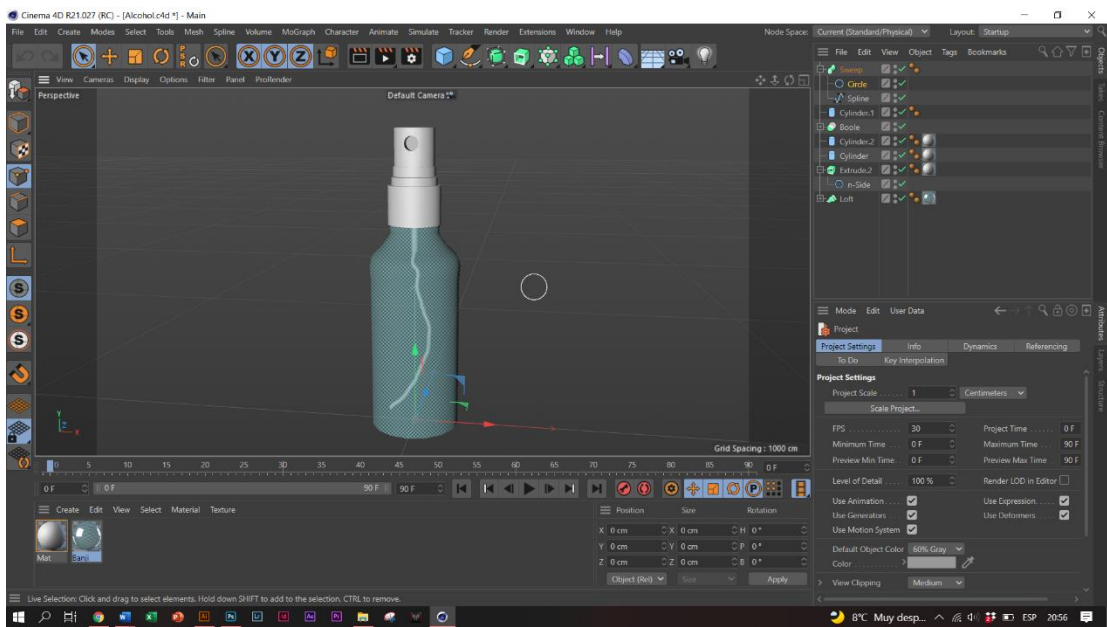 Cinema 4D R21.027 (RC) - [Alcohol.c4d *] - Main
File Edit Create Modes Select Tools Mesh Spline Volume MoGraph Character Animate Simulate Tracker Render Extensions Window Help Node Space: Current (Standard/Physical) Layout: Startup
File Edit View Object Tags Bookmarks
View Cameras Display Options Filter Panel ProRender
Perspective
Default Camera
Sweep
Circle
Spline
Cylinder.1
Boole
Cylinder.2
Cylinder
Extrude.2
n-Side
Loft
Objects
Takes
Content Browser
Attributes
Layers
Structure
Mode Edit User Data
Project
Project Settings Info Dynamics Referencing
To Do Key Interpolation
Project Settings
Project Scale 1 Centimeters
Scale Project...
FPS 30 Project Time 0 F
Minimum Time 0 F Maximum Time 90 F
Preview Min Time 0 F Preview Max Time 90 F
Level of Detail 100 % Render LOD in Editor
Use Animation Use Expression
Use Generators Use Deformers
Use Motion System
Default Object Color 60% Gray
Color
View Clipping Medium
Y
Z X
Grid Spacing : 1000 cm
0 5 10 15 20 25 30 35 40 45 50 55 60 65 70 75 80 85 90 0 F
0 F 0 F 90 F 90 F
Create Edit View Select Material Texture
Mat Banji
Position Size Rotation
X 0 cm X 0 cm H 0°
Y 0 cm Y 0 cm P 0°
Z 0 cm Z 0 cm B 0°
Object (Rel) Size Apply
Live Selection: Click and drag to select elements. Hold down SHIFT to add to the selection, CTRL to remove.
8°C Muy desp... ESP 20:56